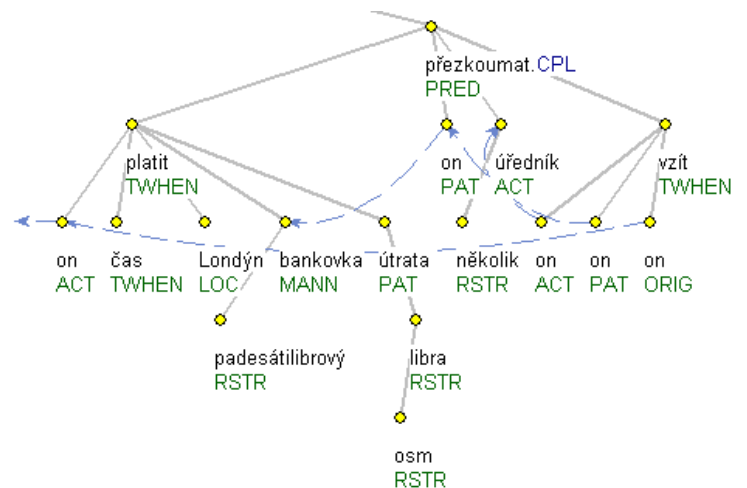 přezkoumat.CPL
PRED
platit on úředník vzít
TWHEN PAT ACT TWHEN
on čas Londýn bankovka útrata několik on on on
ACT TWHEN LOC MANN PAT RSTR ACT PAT ORIG
padesátilibrový libra
RSTR RSTR
osm
RSTR